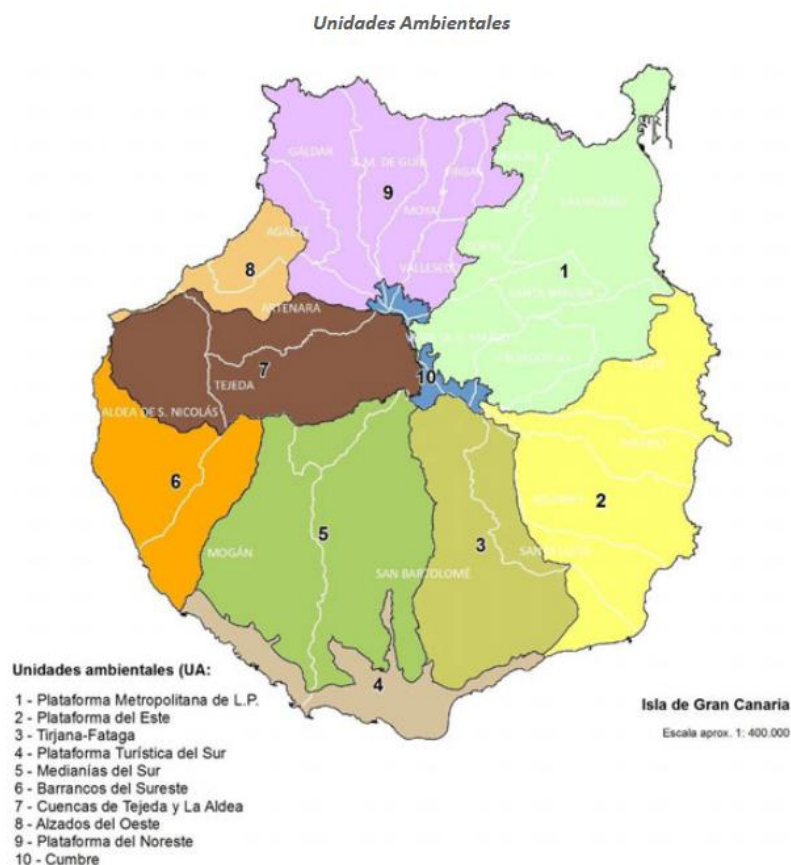 Unidades Ambientales
GALDAR
S. M. DE GUÍA
FIRGAS
9
MOYA
AGAETE
8
VALLESECO
1
ARTENARA
7
TEJEDA
10
ALDEA DE S. NICOLÁS
6
5
3
2
MOGÁN
SAN BARTOLOMÉ
SANTA LUCÍA
4
Unidades ambientales (UA:
1 - Plataforma Metropolitana de L.P.
2 - Plataforma del Este
3 - Tirjana-Fataga
4 - Plataforma Turística del Sur
5 - Medianías del Sur
6 - Barrancos del Sureste
7 - Cuencas de Tejeda y La Aldea
8 - Alzados del Oeste
9 - Plataforma del Noreste
10 - Cumbre
Isla de Gran Canaria
Escala aprox. 1: 400.000